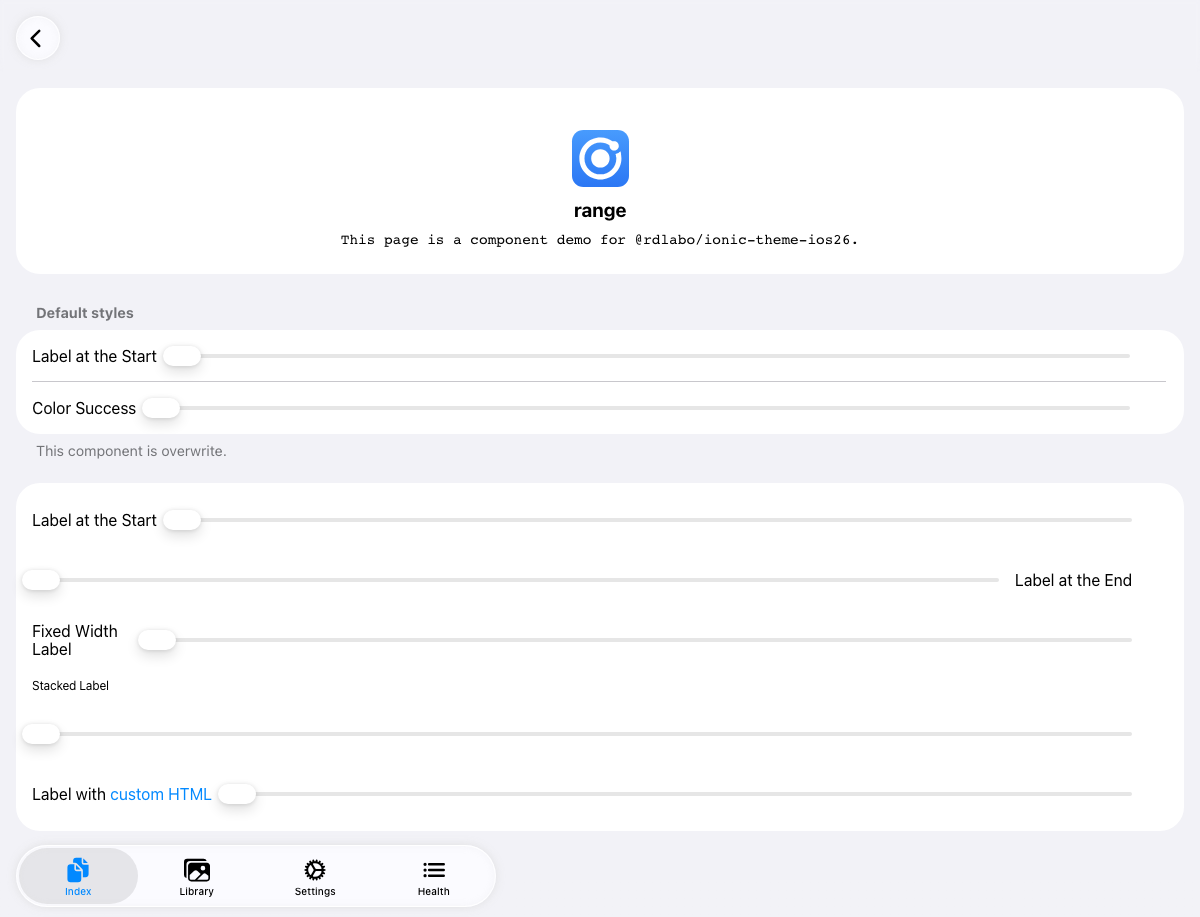 range
This page is a component demo for @rdlabo/ionic-theme-ios26.
Default styles
Label at the Start
Color Success
This component is overwrite.
Label at the Start
Label at the End
Fixed Width
Label
Stacked Label
Label with custom HTML
Index
Library
Settings
Health